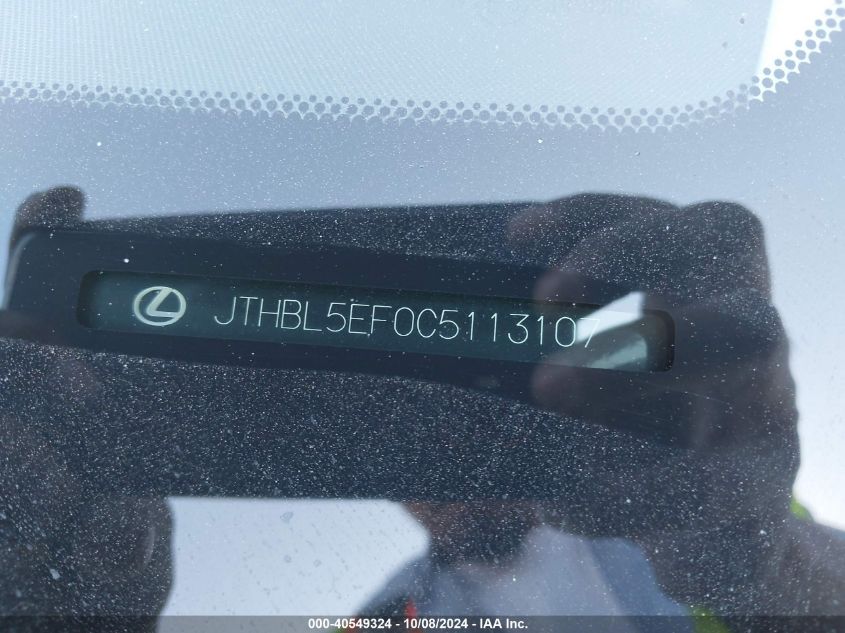 JTHBL5EF0C5113107
000-40549324 | 10/08/2024 - IAA Inc.